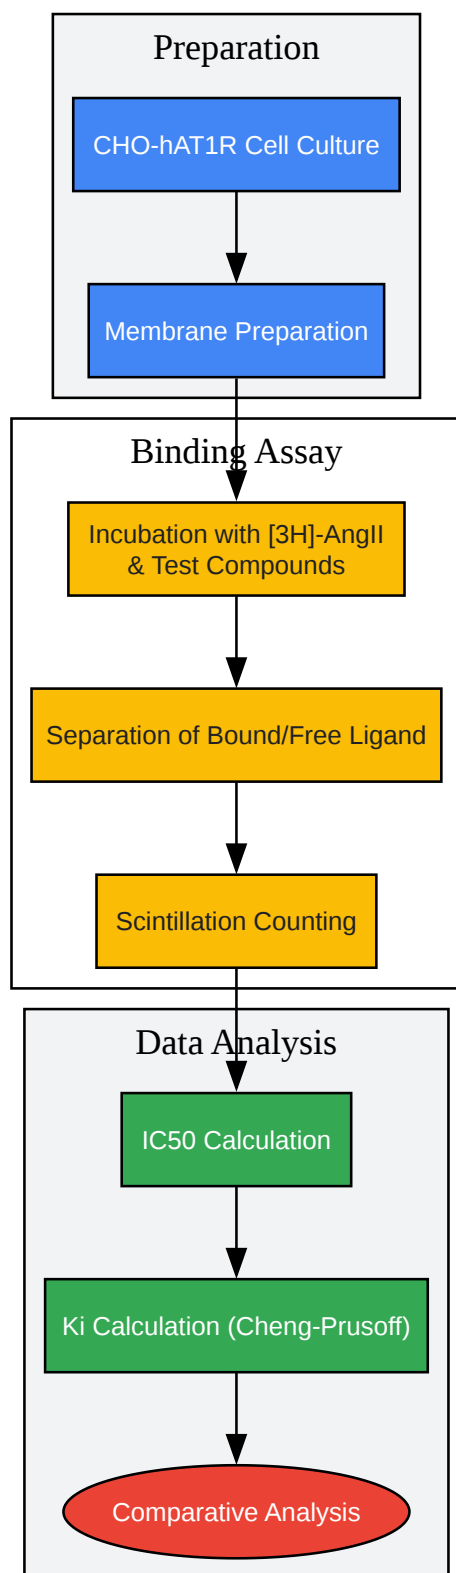 Preparation
CHO-hAT1R Cell Culture
Membrane Preparation
Binding Assay
Incubation with [3H]-AngII
& Test Compounds
Separation of Bound/Free Ligand
Scintillation Counting
Data Analysis
IC50 Calculation
Ki Calculation (Cheng-Prusoff)
Comparative Analysis